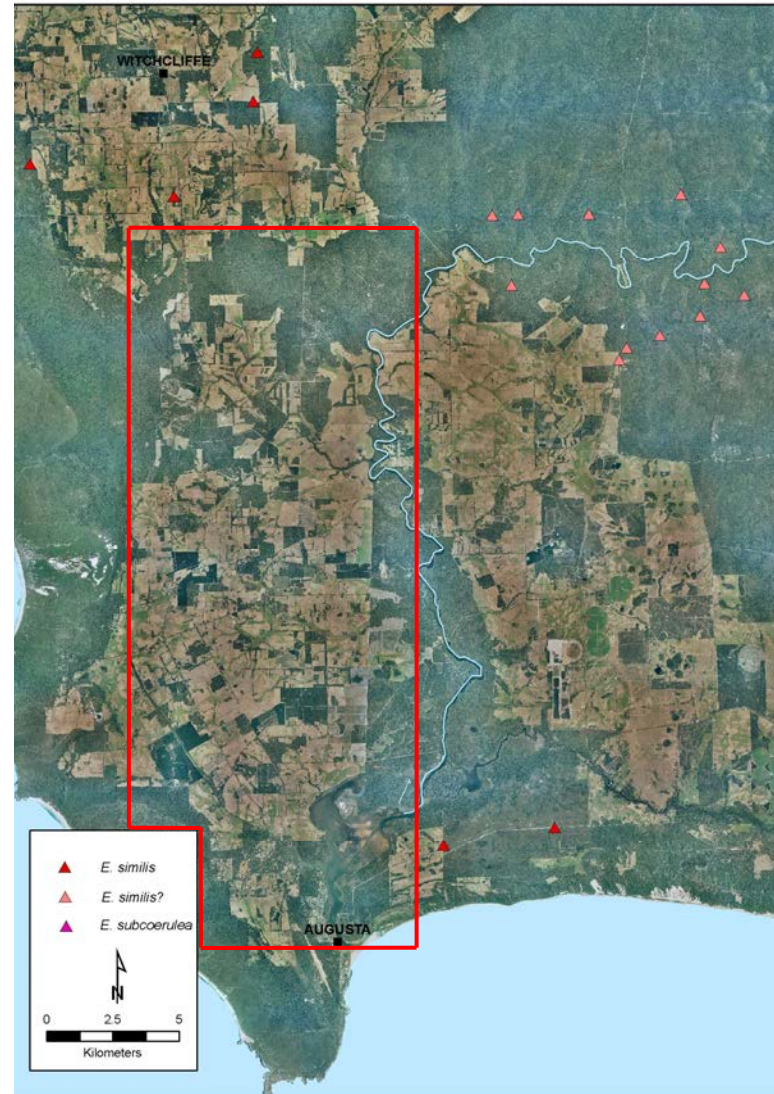 WITCHCLIFFE
AUGUSTA
E. similis
E. similis?
E. subcoerulea
N
0 2.5 5
Kilometers